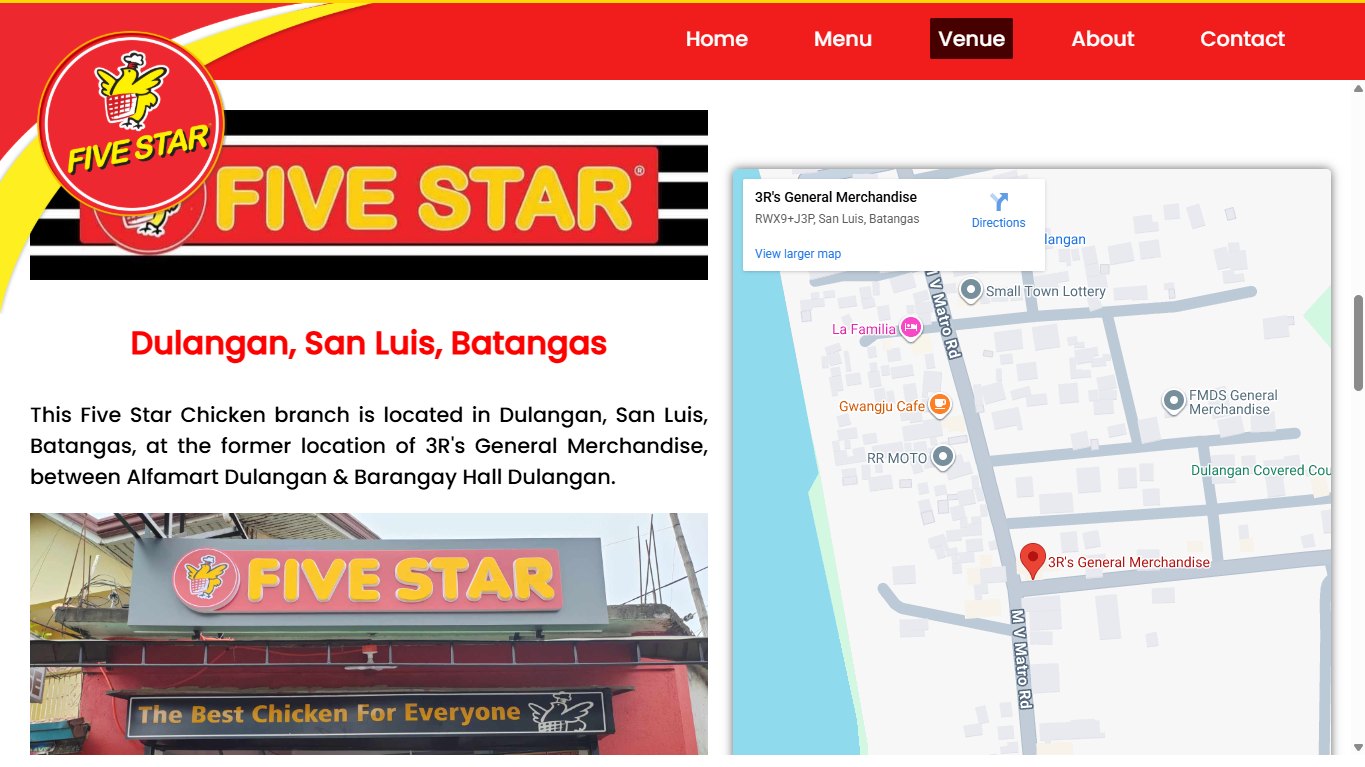 Home
Menu
Venue
About
Contact
FIVE STAR
FIVE STAR®
Dulangan, San Luis, Batangas
This Five Star Chicken branch is located in Dulangan, San Luis,
Batangas, at the former location of 3R's General Merchandise,
between Alfamart Dulangan & Barangay Hall Dulangan.
FIVE STAR
The Best Chicken For Everyone
3R's General Merchandise
RWX9+J3P, San Luis, Batangas
Directions
View larger map
langan
M V Matro Rd
Small Town Lottery
La Familia
FMDS General
Merchandise
Gwangju Cafe
RR MOTO
Dulangan Covered Cou
3R's General Merchandise
M V Matro Rd